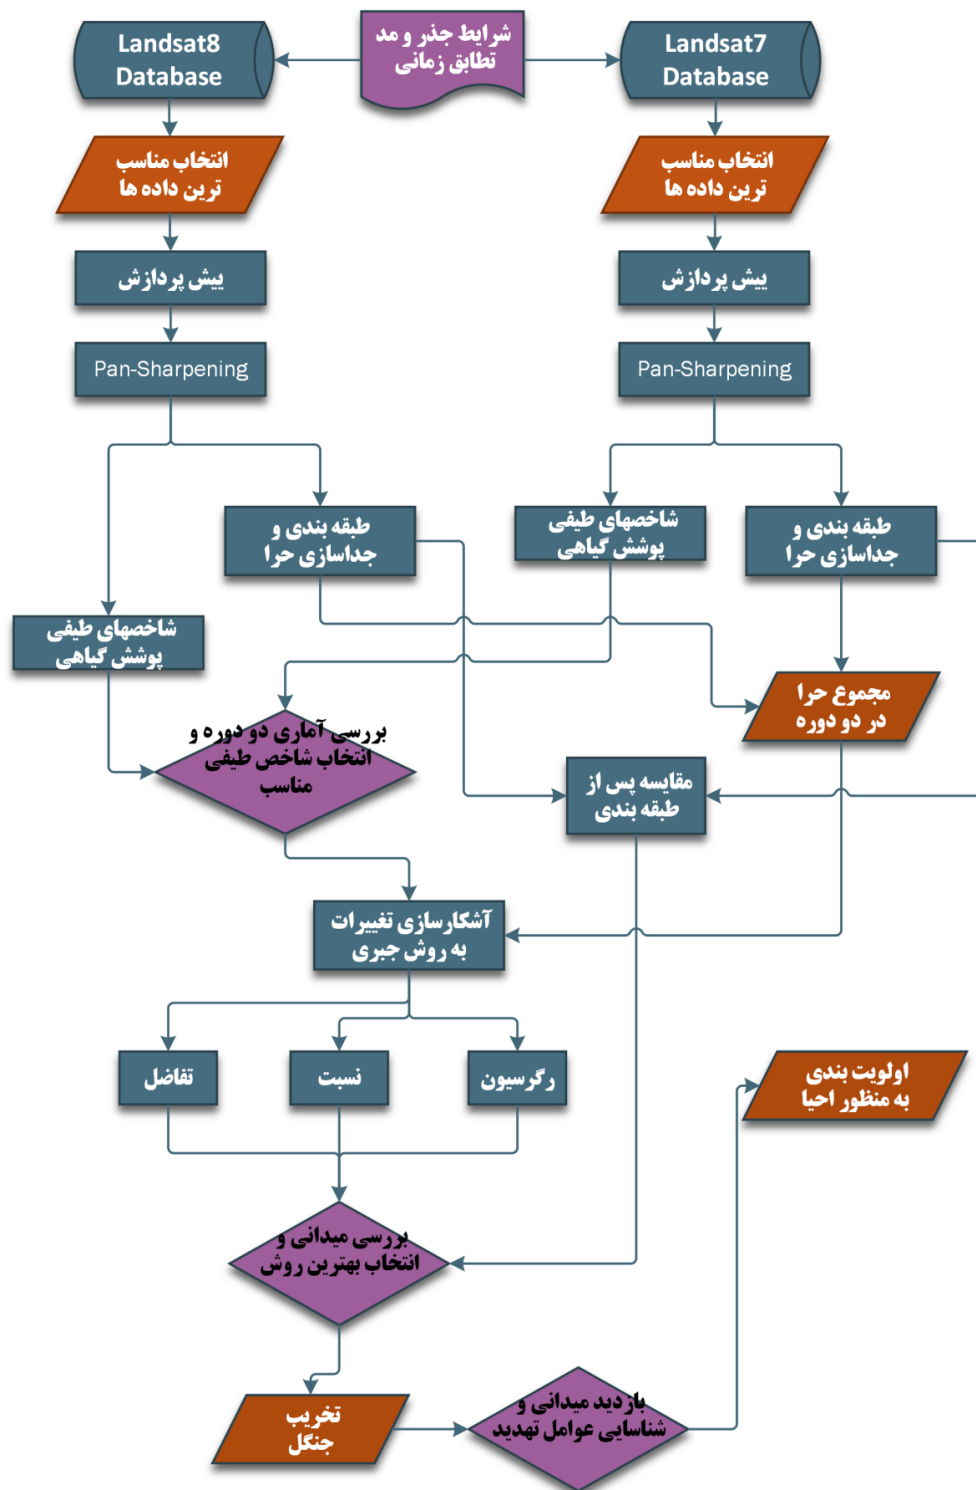 شرایط جذر و مد
تطابق زمانی
Landsat8
Database
Landsat7
Database
انتخاب مناسب
ترین داده ها
انتخاب مناسب
ترین داده ها
پیش پردازش
پیش پردازش
Pan-Sharpening
Pan-Sharpening
طبقه بندی و
جداسازی حرا
شاخصهای طیفی
پوشش گیاهی
طبقه بندی و
جداسازی حرا
شاخصهای طیفی
پوشش گیاهی
مجموع حرا
در دو دوره
بررسی آماری دو دوره و
انتخاب شاخص طیفی
مناسب
مقایسه پس از
طبقه بندی
آشکارسازی تغییرات
به روش جبری
تفاضل
نسبت
رگرسیون
اولویت بندی
به منظور احیا
بررسی میدانی و
انتخاب بهترین روش
تخریب
جنگل
بازدید میدانی و
شناسایی عوامل تهدید